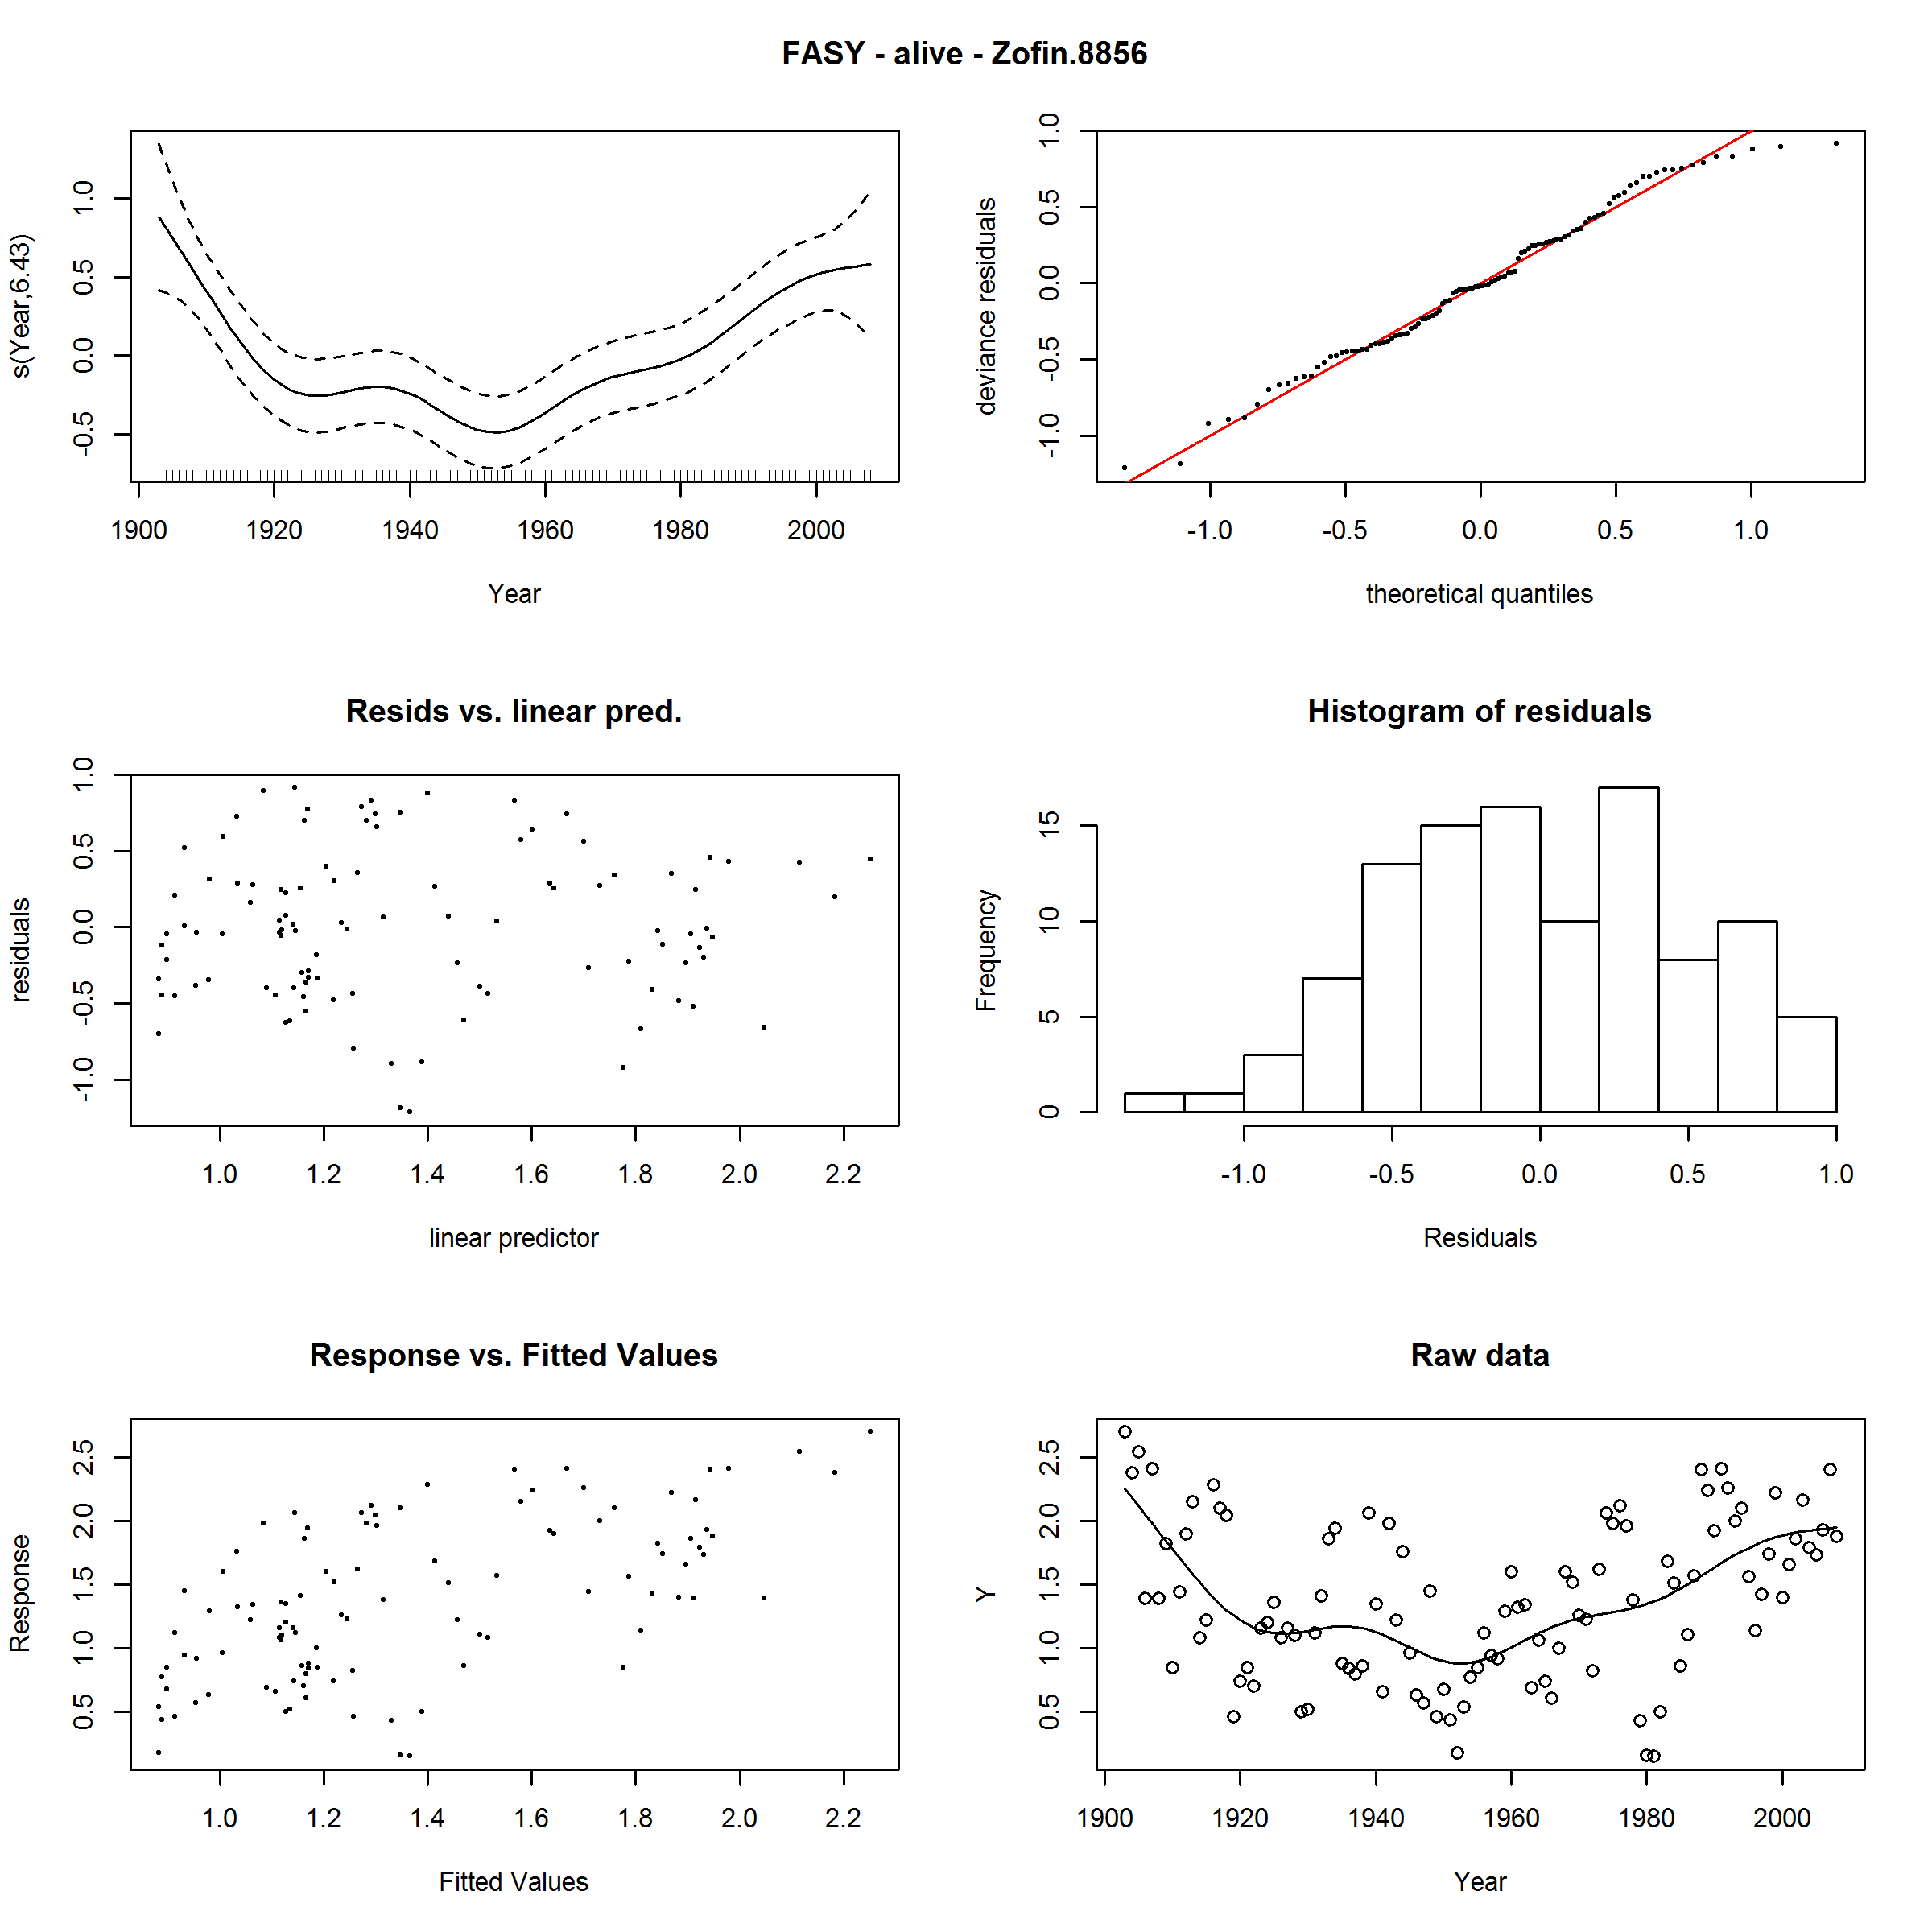 FASY - alive - Zofin.8856
s(Year,6.43)
-0.5 0.0 0.5 1.0
1900 1920 1940 1960 1980 2000
Year
deviance residuals
-1.0 -0.5 0.0 0.5 1.0
-1.0 -0.5 0.0 0.5 1.0
theoretical quantiles
Resids vs. linear pred.
residuals
-1.0 -0.5 0.0 0.5 1.0
1.0 1.2 1.4 1.6 1.8 2.0 2.2
linear predictor
Histogram of residuals
Frequency
0 5 10 15
-1.0 -0.5 0.0 0.5 1.0
Residuals
Response vs. Fitted Values
Response
0.5 1.0 1.5 2.0 2.5
1.0 1.2 1.4 1.6 1.8 2.0 2.2
Fitted Values
Raw data
Y
0.5 1.0 1.5 2.0 2.5
1900 1920 1940 1960 1980 2000
Year